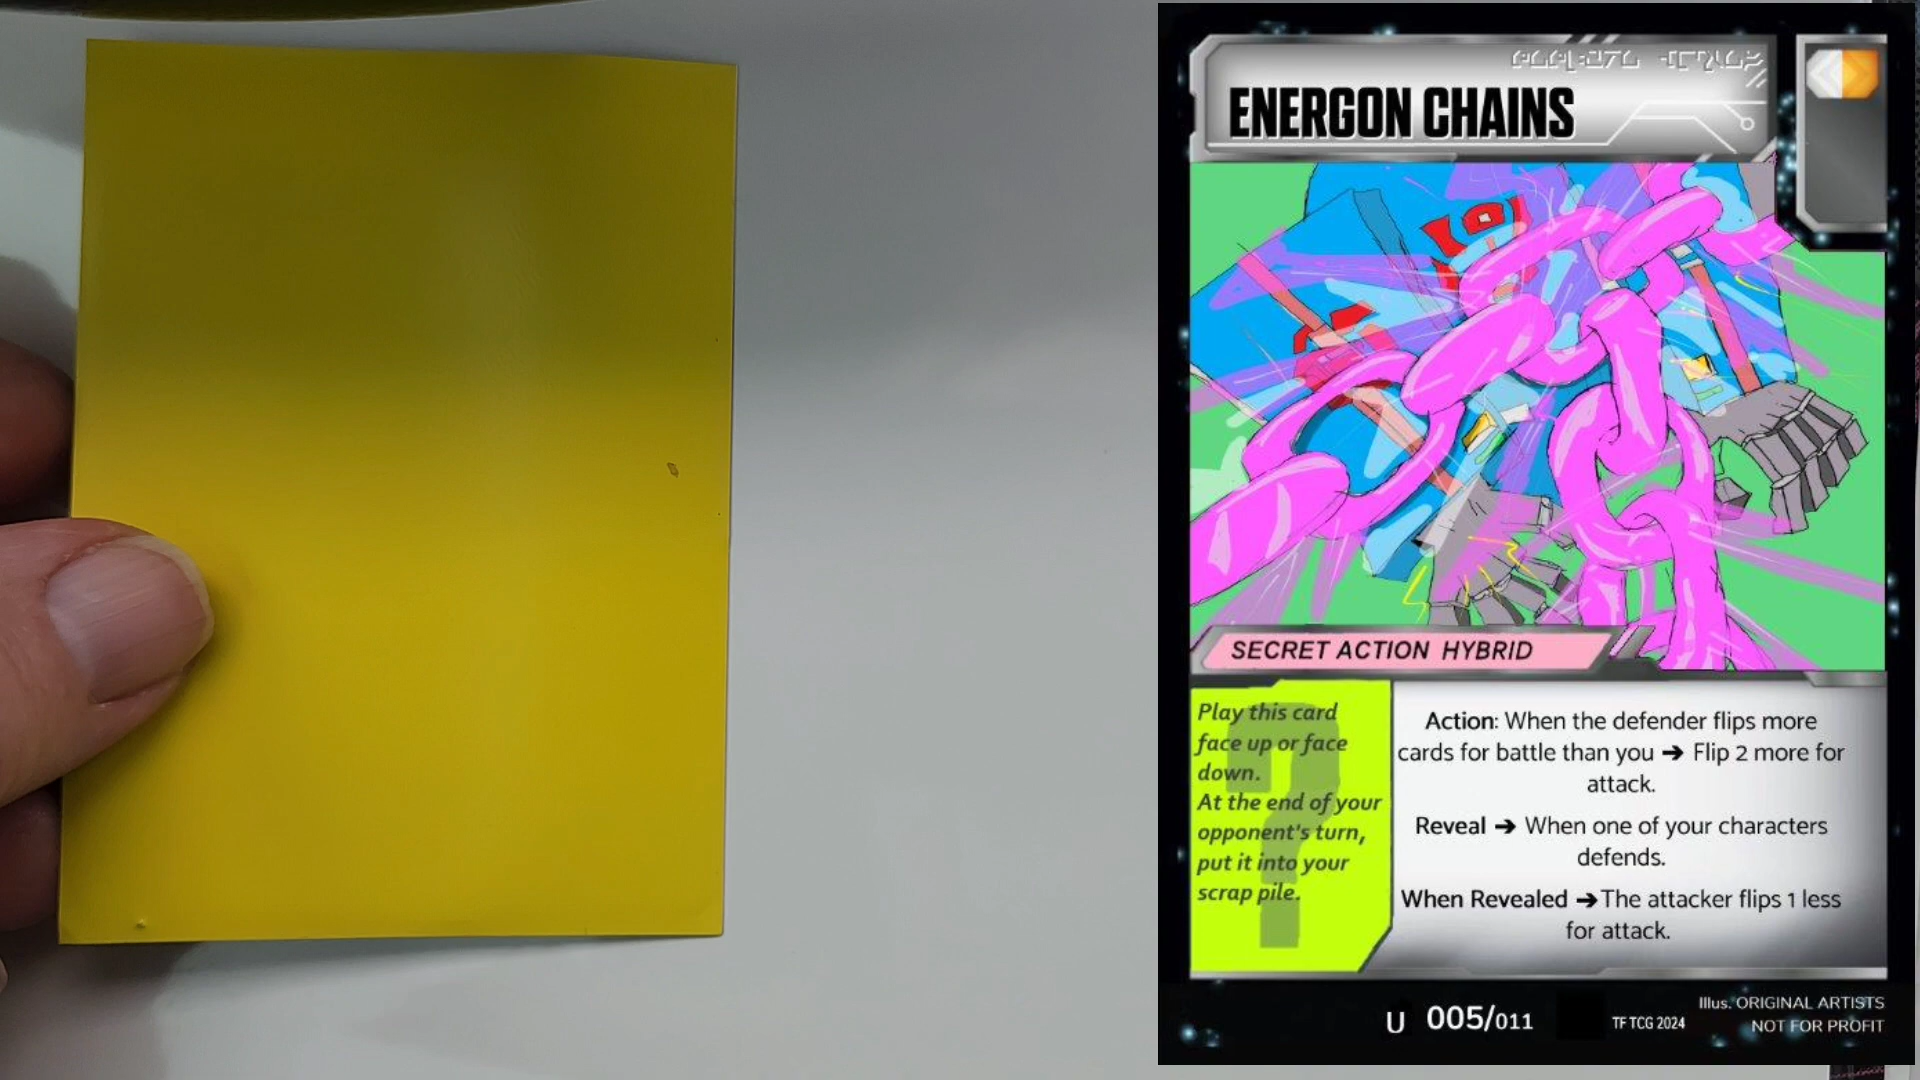 ENERGON CHAINS
SECRET ACTION HYBRID
Play this card
face up or face
down.
At the end of your
opponent's turn,
put it into your
scrap pile.
Action: When the defender flips more
cards for battle than you ➔ Flip 2 more for
attack.
Reveal ➔ When one of your characters
defends.
When Revealed ➔The attacker flips 1 less
for attack.
U 005/011
TF TCG 2024
Illus. ORIGINAL ARTISTS
NOT FOR PROFIT